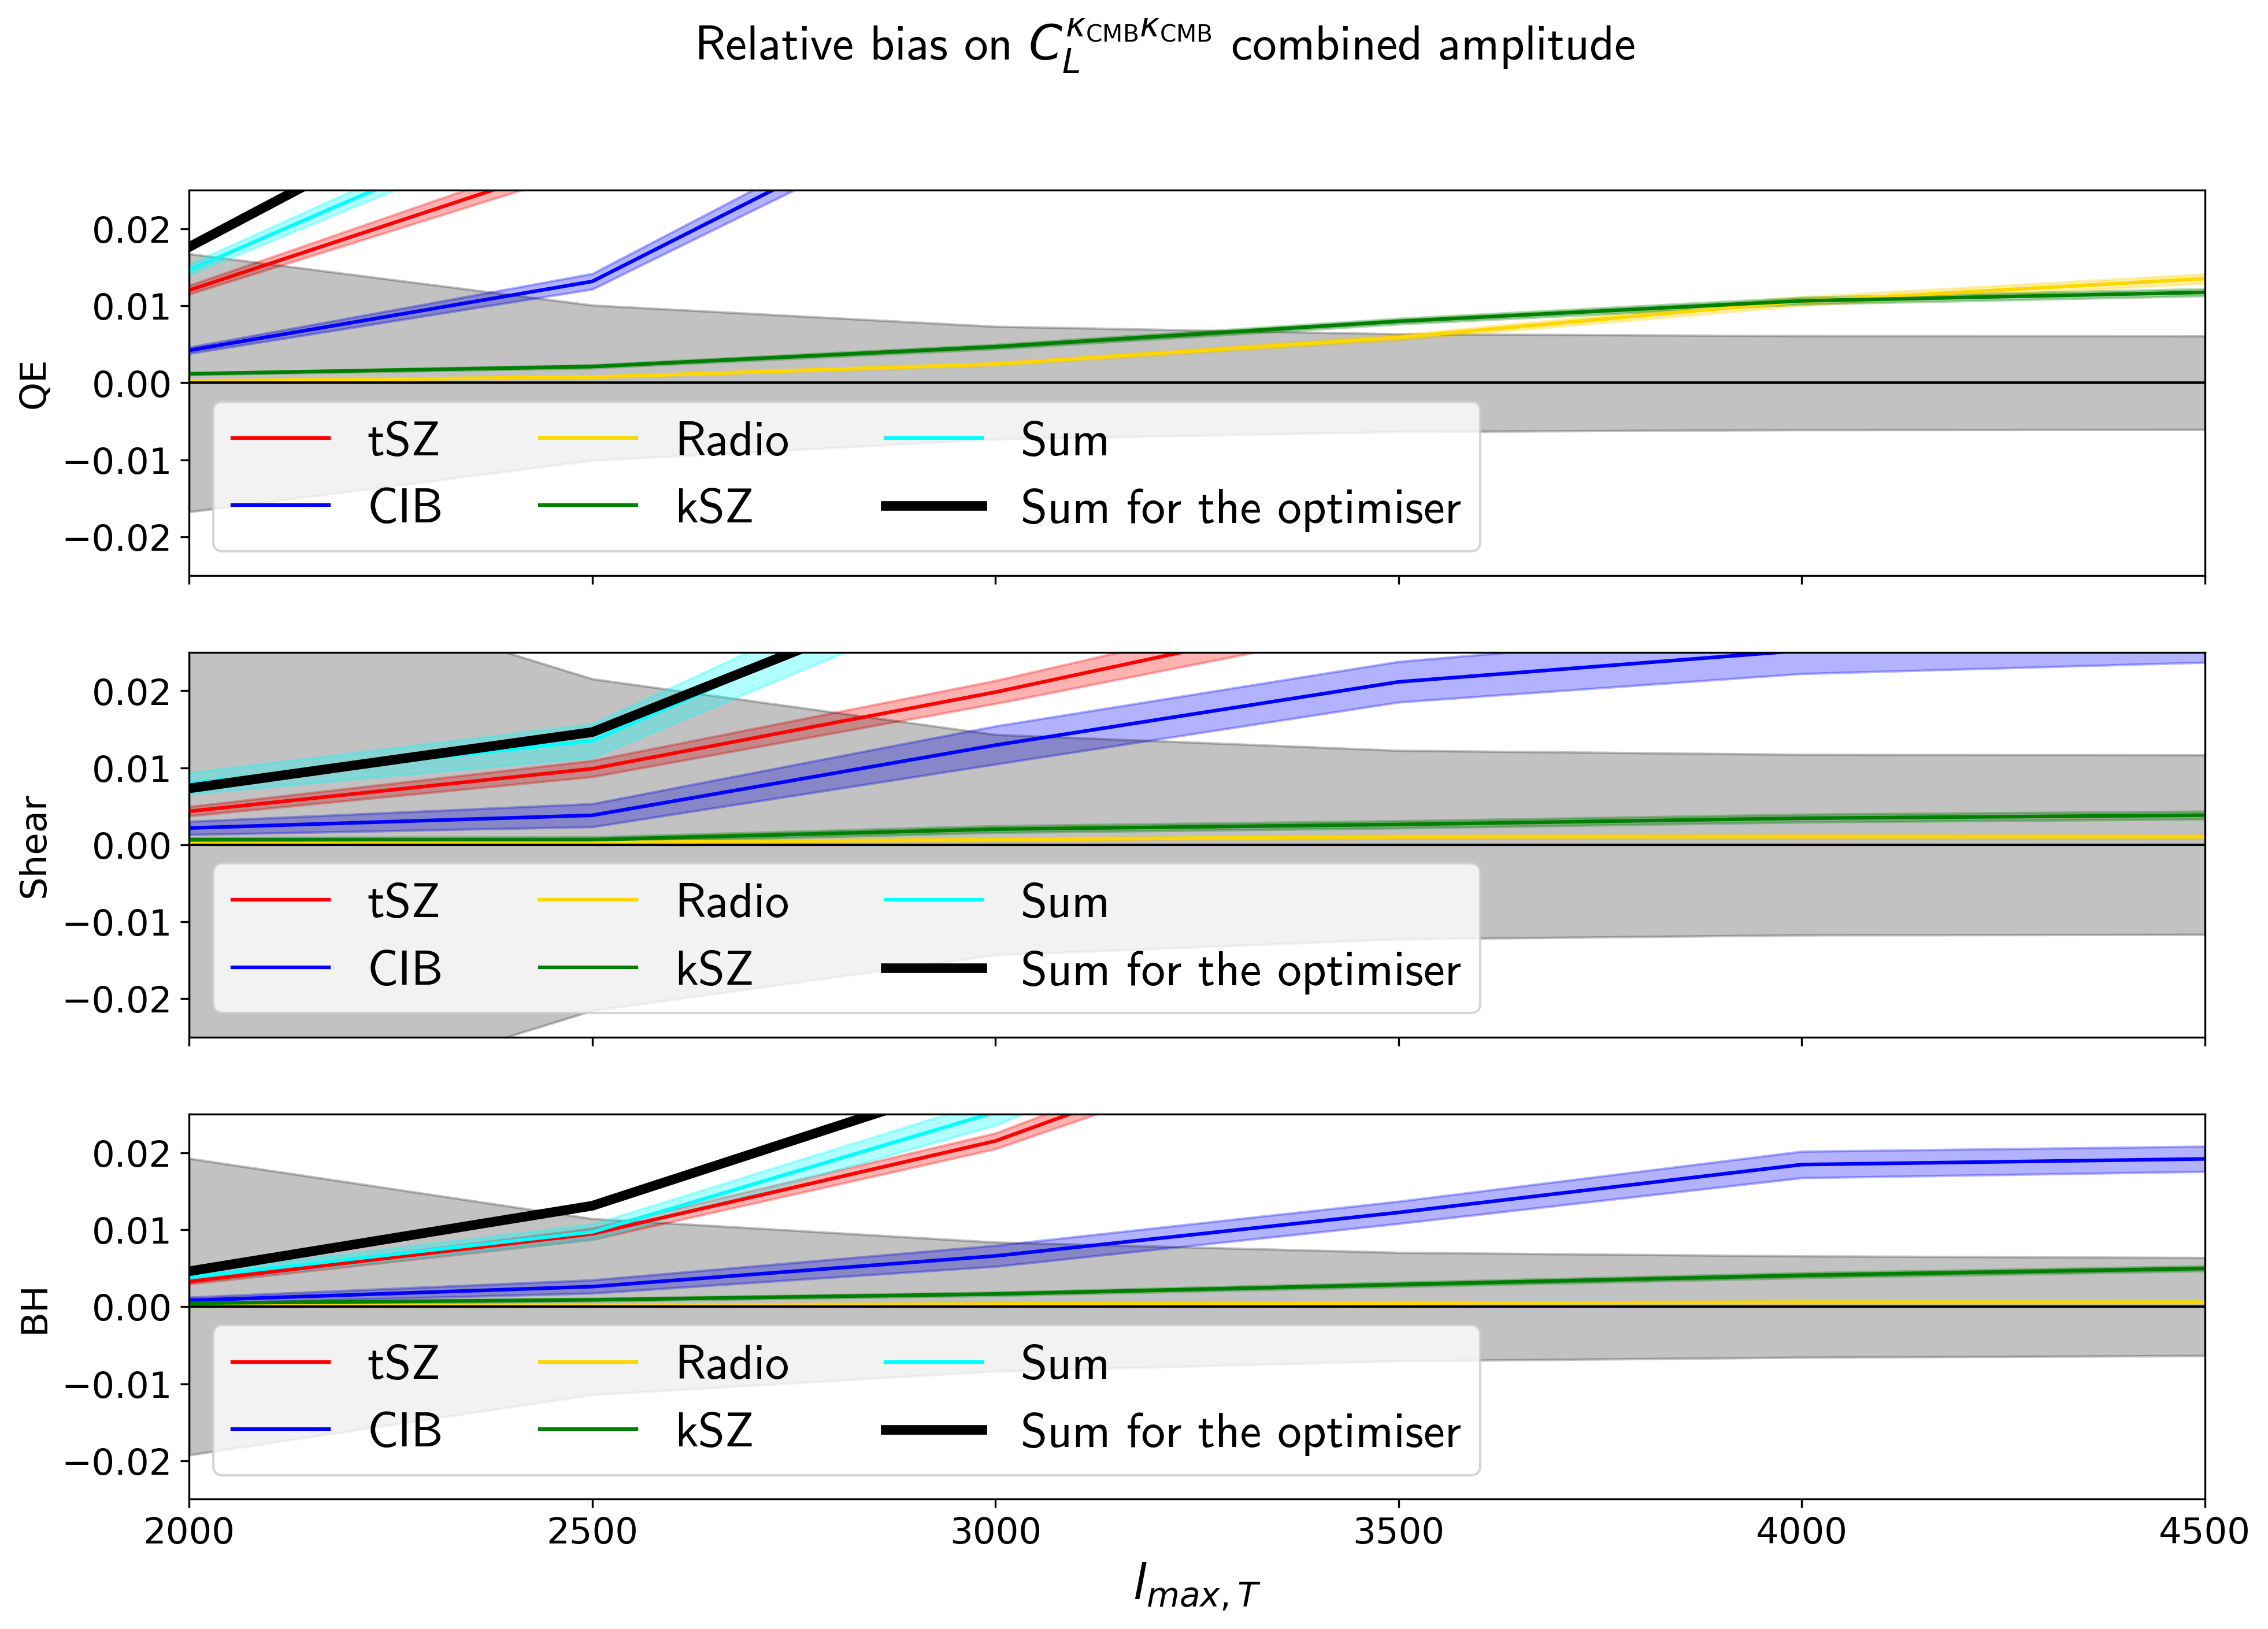 Relative bias on $C_L^{\kappa_{\mathrm{CMB}}\kappa_{\mathrm{CMB}}}$ combined amplitude
QE
0.02
0.01
0.00
−0.01
−0.02
tSZ Radio Sum
CIB kSZ Sum for the optimiser
Shear
0.02
0.01
0.00
−0.01
−0.02
tSZ Radio Sum
CIB kSZ Sum for the optimiser
BH
0.02
0.01
0.00
−0.01
−0.02
tSZ Radio Sum
CIB kSZ Sum for the optimiser
2000 2500 3000 3500 4000 4500
$l_{max,T}$